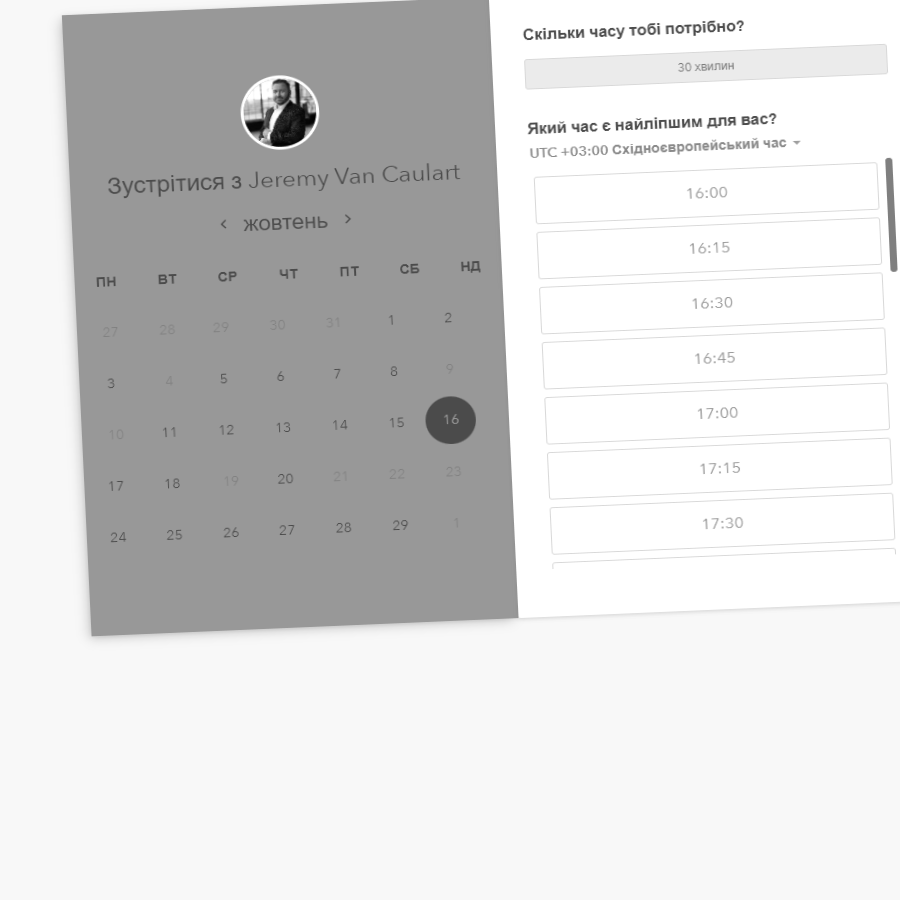 Зустрітися з Jeremy Van Caulart
жовтень
ПН ВТ СР ЧТ ПТ СБ НД
27 28 29 30 31 1 2
3 4 5 6 7 8 9
10 11 12 13 14 15 16
17 18 19 20 21 22 23
24 25 26 27 28 29 1
Скільки часу тобі потрібно?
30 хвилин
Який час є найліпшим для вас?
UTC +03:00 Східноєвропейський час
16:00
16:15
16:30
16:45
17:00
17:15
17:30